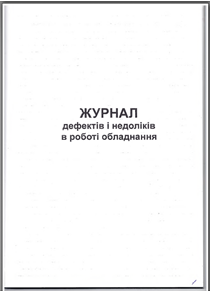 ЖУРНАЛ
дефектів і недоліків
в роботі обладнання